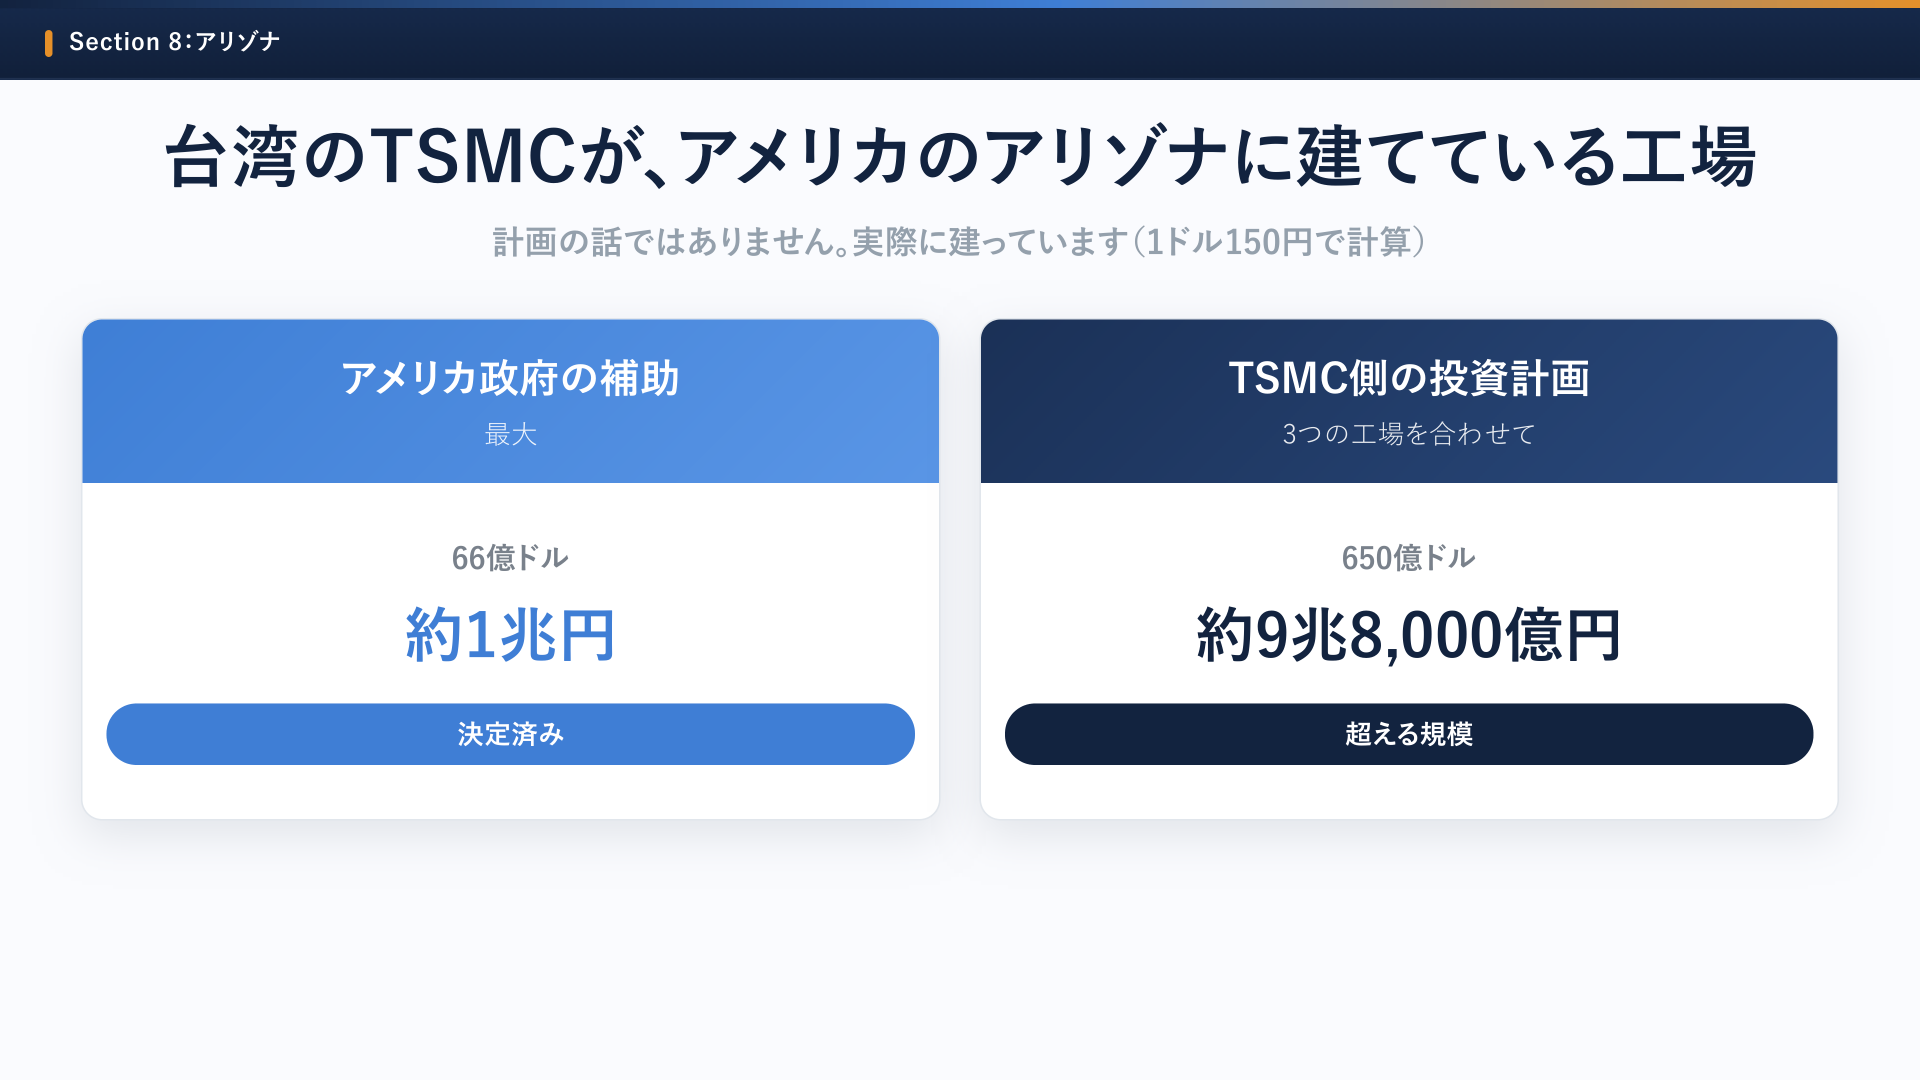 Section 8：アリゾナ
台湾のTSMCが、アメリカのアリゾナに建てている工場
計画の話ではありません。実際に建っています（1ドル150円で計算）
アメリカ政府の補助
最大
66億ドル
約1兆円
決定済み
TSMC側の投資計画
3つの工場を合わせて
650億ドル
約9兆8,000億円
超える規模